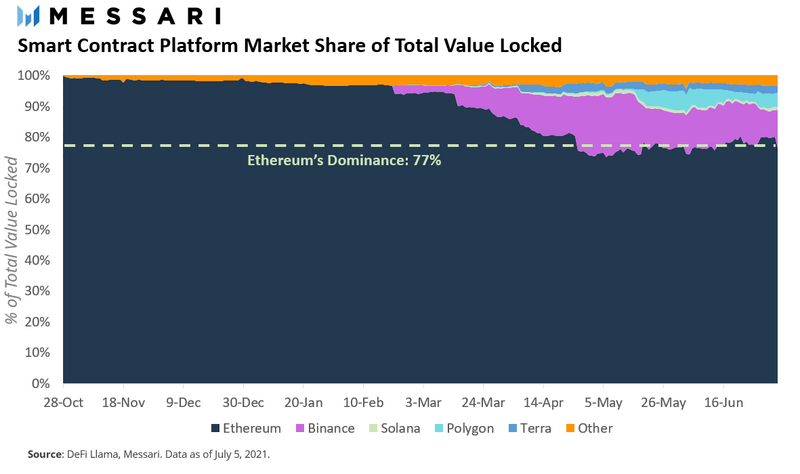 MESSARI
Smart Contract Platform Market Share of Total Value Locked
% of Total Value Locked
100%
90%
80%
70%
60%
50%
40%
30%
20%
10%
0%
Ethereum's Dominance: 77%
28-Oct 18-Nov 9-Dec 30-Dec 20-Jan 10-Feb 3-Mar 24-Mar 14-Apr 5-May 26-May 16-Jun
Ethereum Binance Solana Polygon Terra Other
Source: DeFi Llama, Messari. Data as of July 5, 2021.